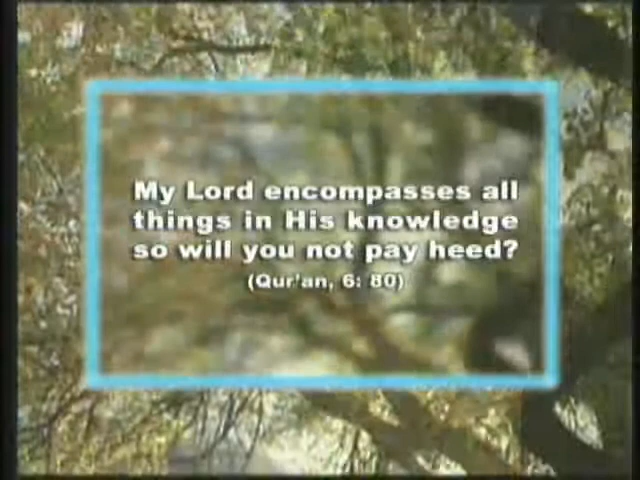 My Lord encompasses all
things in His knowledge
so will you not pay heed?
(Qur'an, 6: 80)